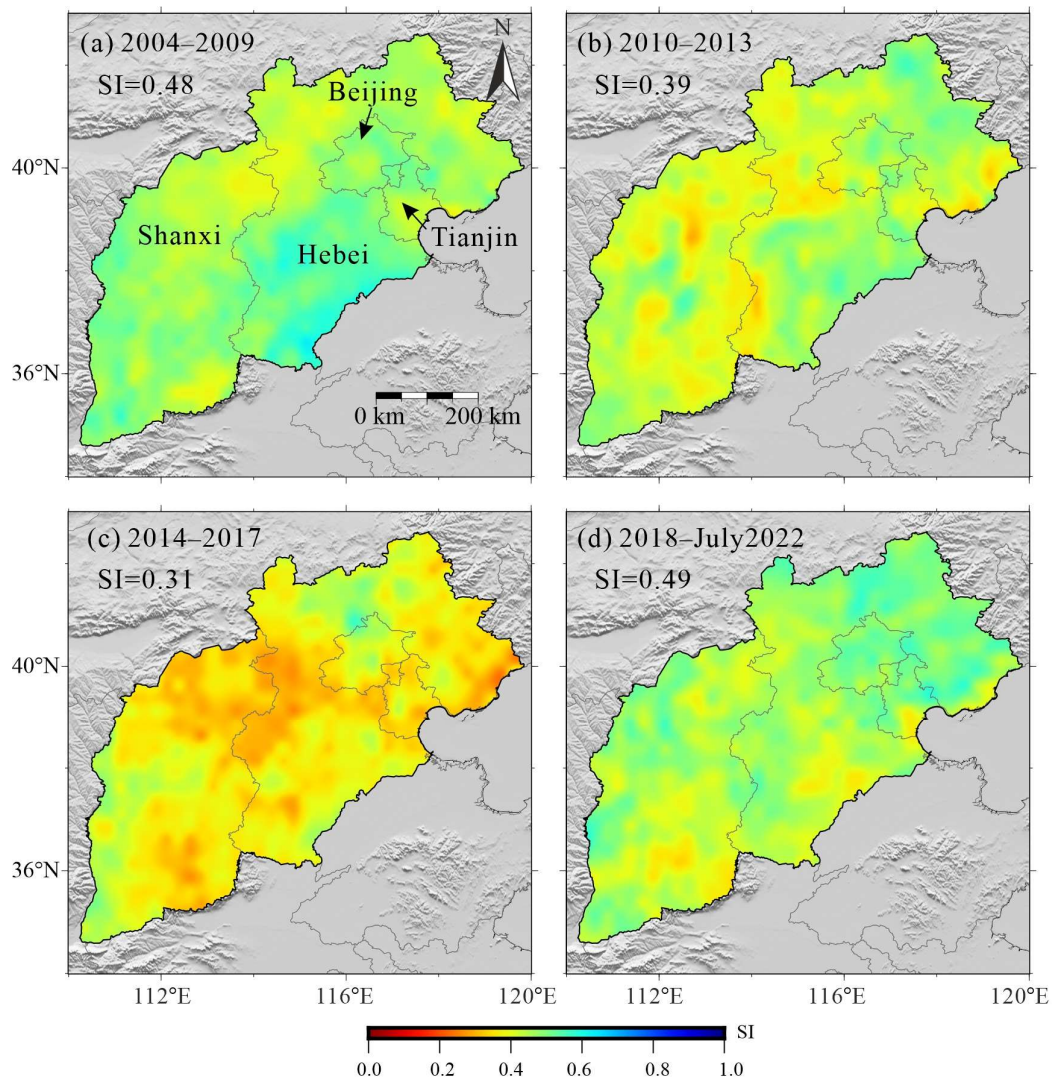 (a) 2004–2009
SI=0.48
N
Beijing
Shanxi
Hebei
Tianjin
0 km 200 km
40°N
36°N
(b) 2010–2013
SI=0.39
(c) 2014–2017
SI=0.31
40°N
36°N
112°E 116°E 120°E
(d) 2018–July2022
SI=0.49
112°E 116°E 120°E
SI
0.0 0.2 0.4 0.6 0.8 1.0